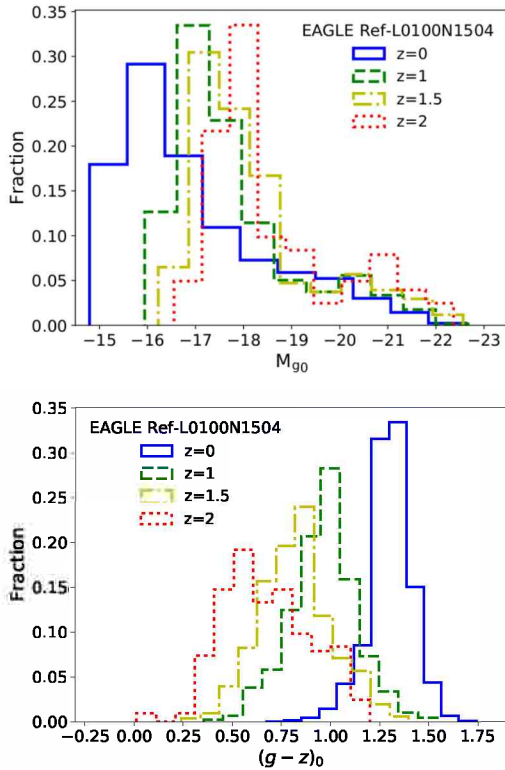 0.35
0.30
0.25
0.20
0.15
0.10
0.05
0.00
Fraction
EAGLE Ref-L0100N1504
z=0
z=1
z=1.5
z=2
−15 −16 −17 −18 −19 −20 −21 −22 −23
M90
0.35
0.30
0.25
0.20
0.15
0.10
0.05
0.00
Fraction
EAGLE Ref-L0100N1504
z=0
z=1
z=1.5
z=2
−0.25 0.00 0.25 0.50 0.75 1.00 1.25 1.50 1.75
(g − z)0